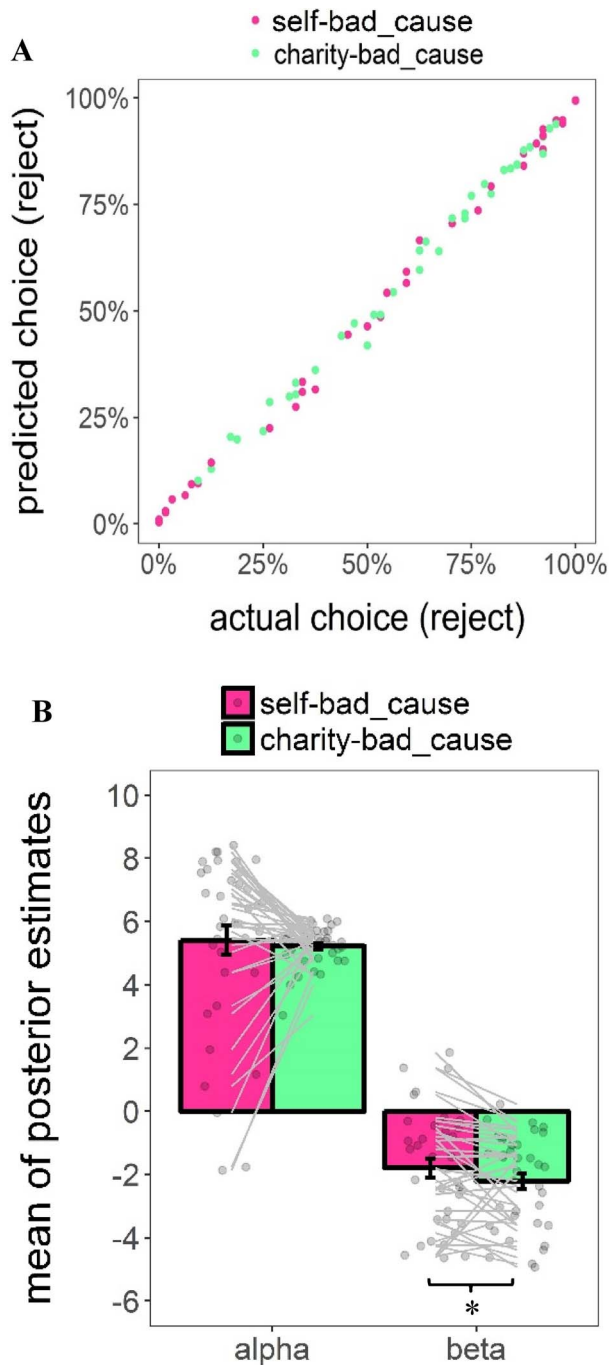 A
self-bad_cause
charity-bad_cause
predicted choice (reject)
100%
75%
50%
25%
0%
0% 25% 50% 75% 100%
actual choice (reject)
B
self-bad_cause
charity-bad_cause
mean of posterior estimates
10
8
6
4
2
0
-2
-4
-6
*
alpha beta